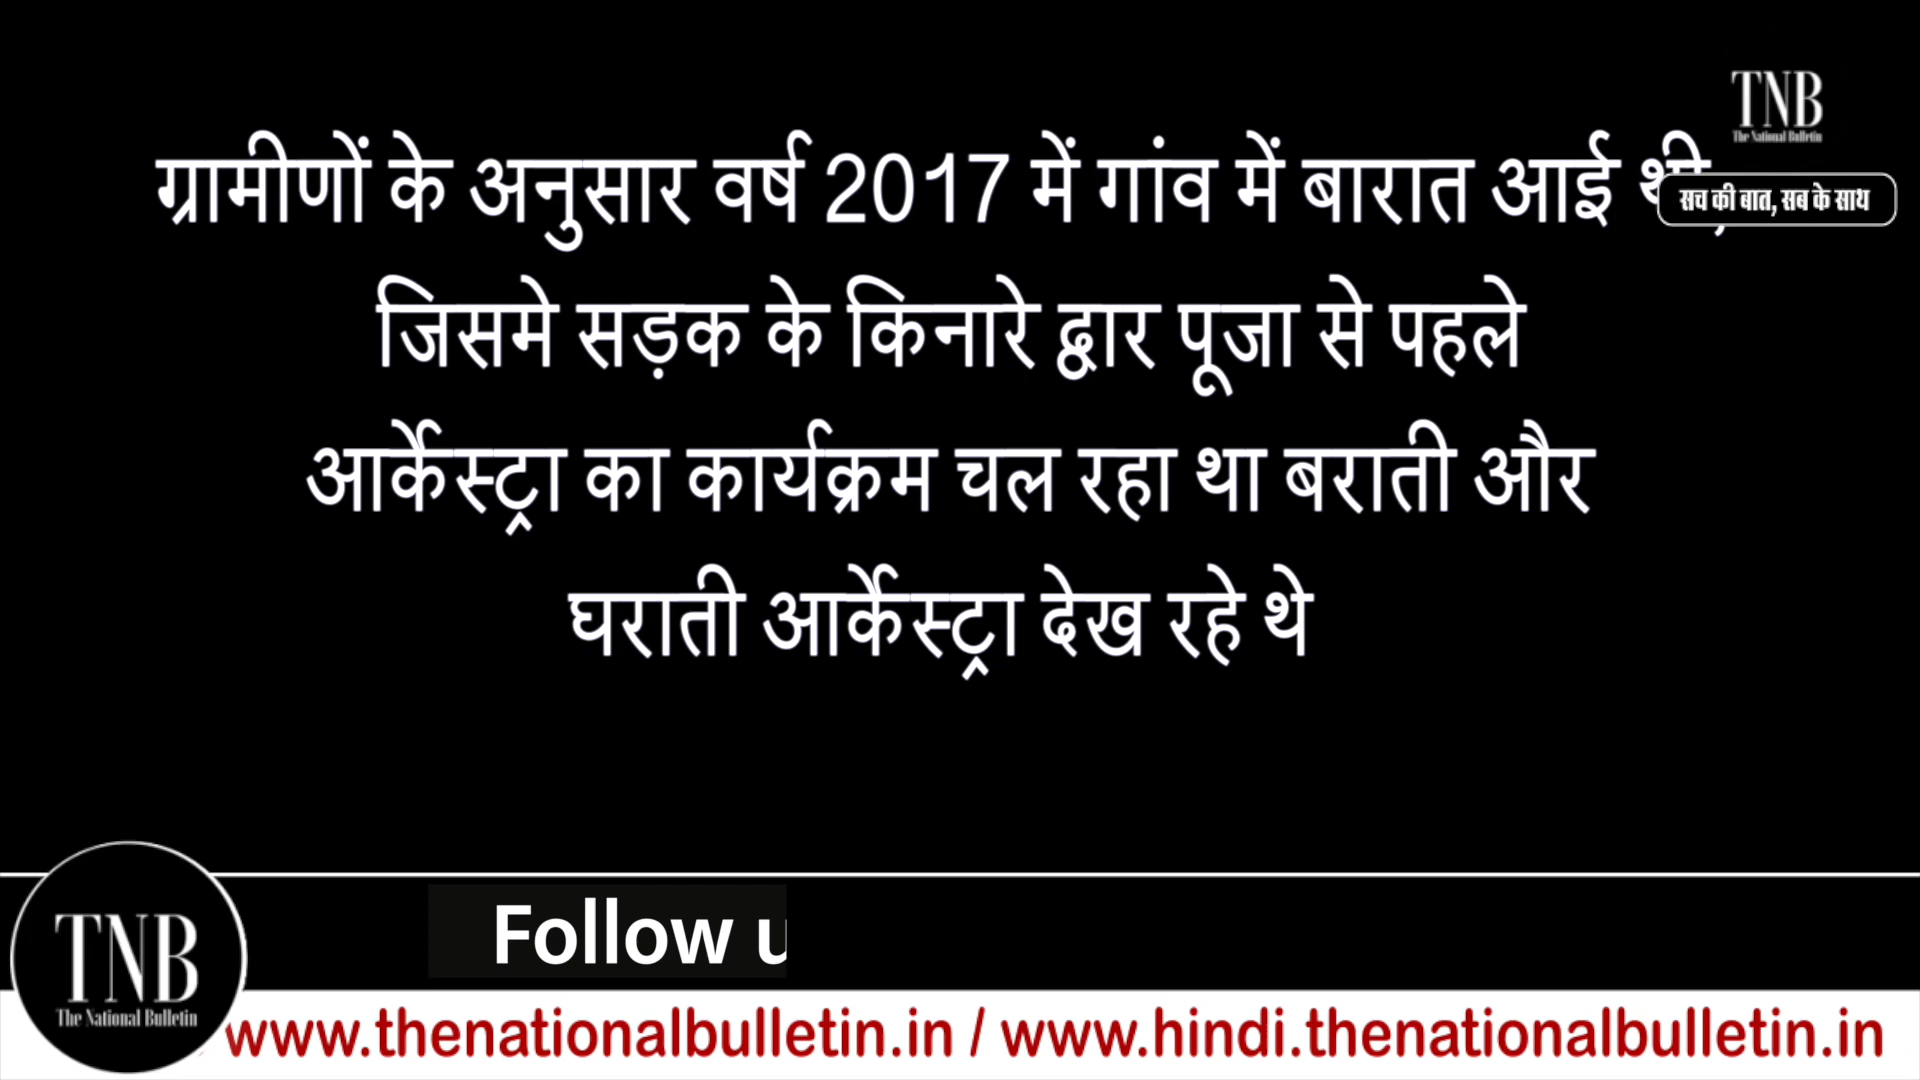 TNB
The National Bulletin
सच की बात, सब के साथ
ग्रामीणों के अनुसार वर्ष 2017 में गांव में बारात आई थी,
जिसमे सड़क के किनारे द्वार पूजा से पहले
आर्केस्ट्रा का कार्यक्रम चल रहा था बराती और
घराती आर्केस्ट्रा देख रहे थे
Follow u
TNB
The National Bulletin
www.thenationalbulletin.in / www.hindi.thenationalbulletin.in